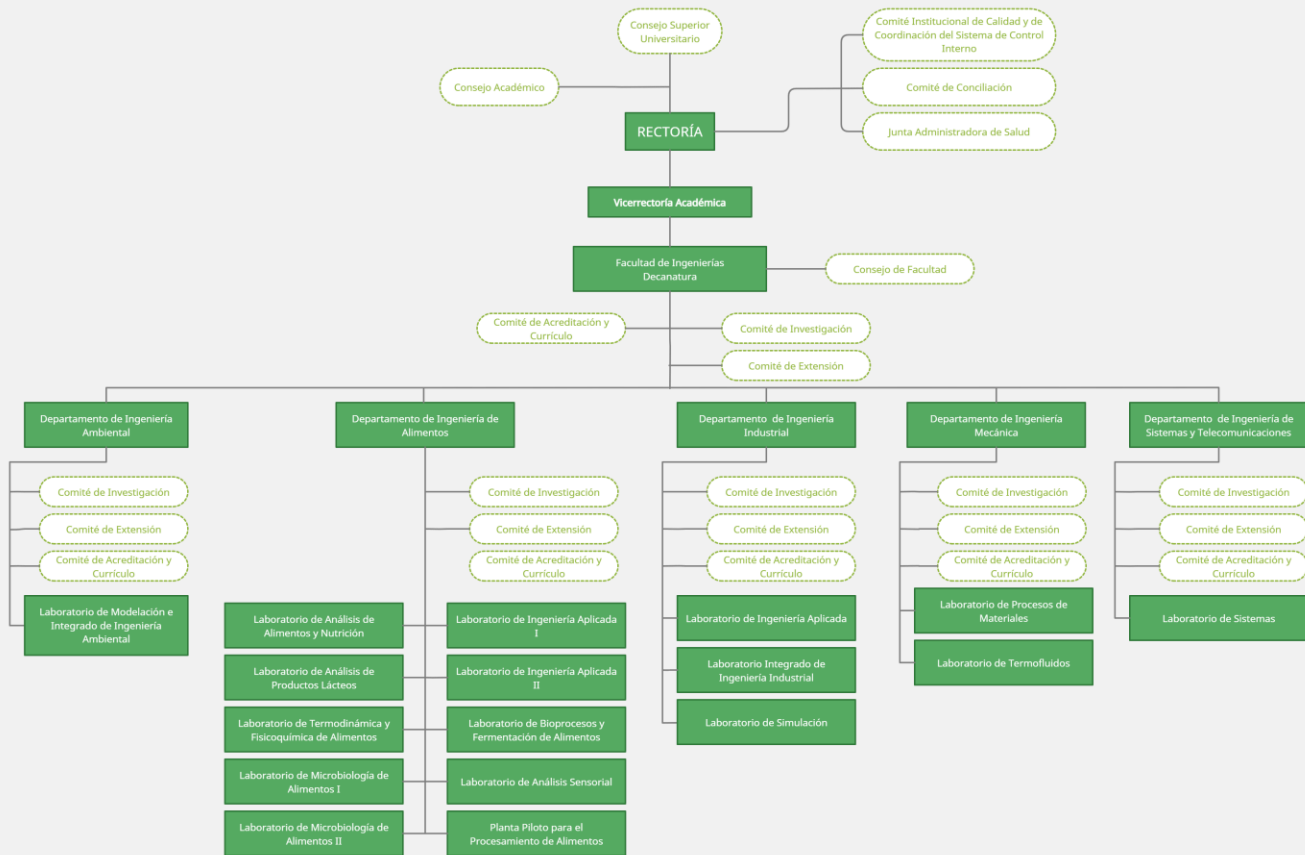 Consejo Superior
Universitario
Comité Institucional de Calidad y de
Coordinación del Sistema de Control
Interno
Consejo Académico
Comité de Conciliación
RECTORÍA
Junta Administradora de Salud
Vicerrectoría Académica
Facultad de Ingenierías
Decanatura
Consejo de Facultad
Comité de Acreditación y
Currículo
Comité de Investigación
Comité de Extensión
Departamento de Ingeniería
Ambiental
Departamento de Ingeniería de
Alimentos
Departamento de Ingeniería
Industrial
Departamento de Ingeniería
Mecánica
Departamento de Ingeniería de
Sistemas y Telecomunicaciones
Comité de Investigación
Comité de Extensión
Comité de Acreditación y
Currículo
Laboratorio de Modelación e
Integrado de Ingeniería
Ambiental
Comité de Investigación
Comité de Extensión
Comité de Acreditación y
Currículo
Laboratorio de Análisis de
Alimentos y Nutrición
Laboratorio de Ingeniería Aplicada
I
Laboratorio de Análisis de
Productos Lácteos
Laboratorio de Ingeniería Aplicada
II
Laboratorio de Termodinámica y
Fisicoquímica de Alimentos
Laboratorio de Bioprocesos y
Fermentación de Alimentos
Laboratorio de Microbiología de
Alimentos I
Laboratorio de Análisis Sensorial
Laboratorio de Microbiología de
Alimentos II
Planta Piloto para el
Procesamiento de Alimentos
Comité de Investigación
Comité de Extensión
Comité de Acreditación y
Currículo
Laboratorio de Ingeniería Aplicada
Laboratorio Integrado de
Ingeniería Industrial
Laboratorio de Simulación
Comité de Investigación
Comité de Extensión
Comité de Acreditación y
Currículo
Laboratorio de Procesos de
Materiales
Laboratorio de Termofluidos
Comité de Investigación
Comité de Extensión
Comité de Acreditación y
Currículo
Laboratorio de Sistemas